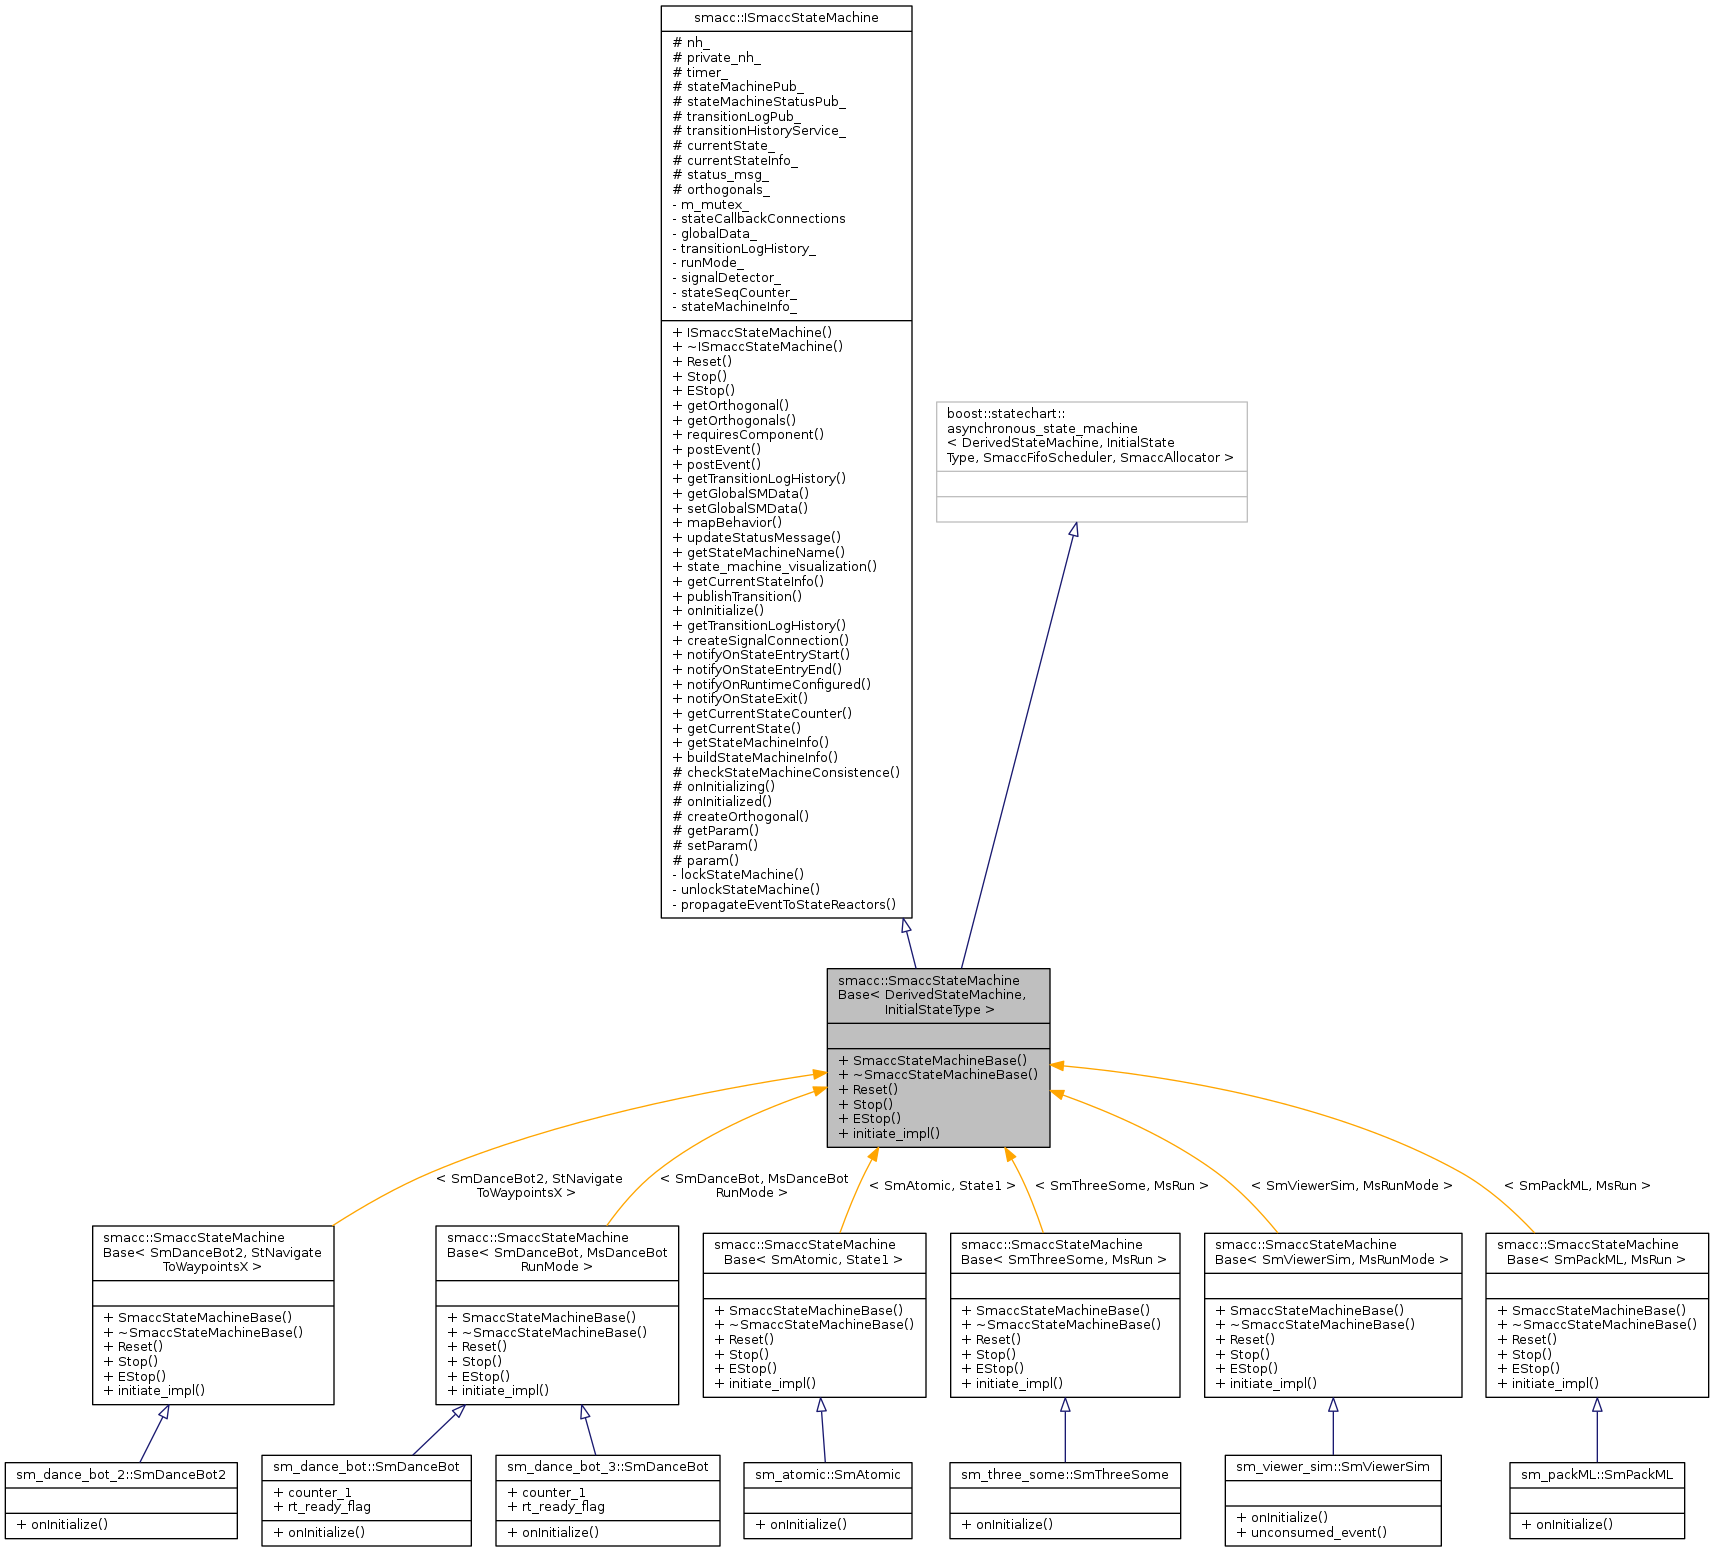 smacc::ISmaccStateMachine
# nh_
# private_nh_
# timer_
# stateMachinePub_
# stateMachineStatusPub_
# transitionLogPub_
# transitionHistoryService_
# currentState_
# currentStateInfo_
# status_msg_
# orthogonals_
- m_mutex_
- stateCallbackConnections
- globalData_
- transitionLogHistory_
- runMode_
- signalDetector_
- stateSeqCounter_
- stateMachineInfo_
+ ISmaccStateMachine()
+ ~ISmaccStateMachine()
+ Reset()
+ Stop()
+ EStop()
+ getOrthogonal()
+ getOrthogonals()
+ requiresComponent()
+ postEvent()
+ postEvent()
+ getTransitionLogHistory()
+ getGlobalSMData()
+ setGlobalSMData()
+ mapBehavior()
+ updateStatusMessage()
+ getStateMachineName()
+ state_machine_visualization()
+ getCurrentStateInfo()
+ publishTransition()
+ onInitialize()
+ getTransitionLogHistory()
+ createSignalConnection()
+ notifyOnStateEntryStart()
+ notifyOnStateEntryEnd()
+ notifyOnRuntimeConfigured()
+ notifyOnStateExit()
+ getCurrentStateCounter()
+ getCurrentState()
+ getStateMachineInfo()
+ buildStateMachineInfo()
# checkStateMachineConsistence()
# onInitializing()
# onInitialized()
# createOrthogonal()
# getParam()
# setParam()
# param()
- lockStateMachine()
- unlockStateMachine()
- propagateEventToStateReactors()
boost::statechart::
asynchronous_state_machine
< DerivedStateMachine, InitialState
Type, SmaccFifoScheduler, SmaccAllocator >
smacc::SmaccStateMachine
Base< DerivedStateMachine,
InitialStateType >
+ SmaccStateMachineBase()
+ ~SmaccStateMachineBase()
+ Reset()
+ Stop()
+ EStop()
+ initiate_impl()
< SmDanceBot2, StNavigate
ToWaypointsX >
< SmDanceBot, MsDanceBot
RunMode >
< SmAtomic, State1 >
< SmThreeSome, MsRun >
< SmViewerSim, MsRunMode >
< SmPackML, MsRun >
smacc::SmaccStateMachine
Base< SmDanceBot2, StNavigate
ToWaypointsX >
+ SmaccStateMachineBase()
+ ~SmaccStateMachineBase()
+ Reset()
+ Stop()
+ EStop()
+ initiate_impl()
smacc::SmaccStateMachine
Base< SmDanceBot, MsDanceBot
RunMode >
+ SmaccStateMachineBase()
+ ~SmaccStateMachineBase()
+ Reset()
+ Stop()
+ EStop()
+ initiate_impl()
smacc::SmaccStateMachine
Base< SmAtomic, State1 >
+ SmaccStateMachineBase()
+ ~SmaccStateMachineBase()
+ Reset()
+ Stop()
+ EStop()
+ initiate_impl()
smacc::SmaccStateMachine
Base< SmThreeSome, MsRun >
+ SmaccStateMachineBase()
+ ~SmaccStateMachineBase()
+ Reset()
+ Stop()
+ EStop()
+ initiate_impl()
smacc::SmaccStateMachine
Base< SmViewerSim, MsRunMode >
+ SmaccStateMachineBase()
+ ~SmaccStateMachineBase()
+ Reset()
+ Stop()
+ EStop()
+ initiate_impl()
smacc::SmaccStateMachine
Base< SmPackML, MsRun >
+ SmaccStateMachineBase()
+ ~SmaccStateMachineBase()
+ Reset()
+ Stop()
+ EStop()
+ initiate_impl()
sm_dance_bot_2::SmDanceBot2
+ onInitialize()
sm_dance_bot::SmDanceBot
+ counter_1
+ rt_ready_flag
+ onInitialize()
sm_dance_bot_3::SmDanceBot
+ counter_1
+ rt_ready_flag
+ onInitialize()
sm_atomic::SmAtomic
+ onInitialize()
sm_three_some::SmThreeSome
+ onInitialize()
sm_viewer_sim::SmViewerSim
+ onInitialize()
+ unconsumed_event()
sm_packML::SmPackML
+ onInitialize()